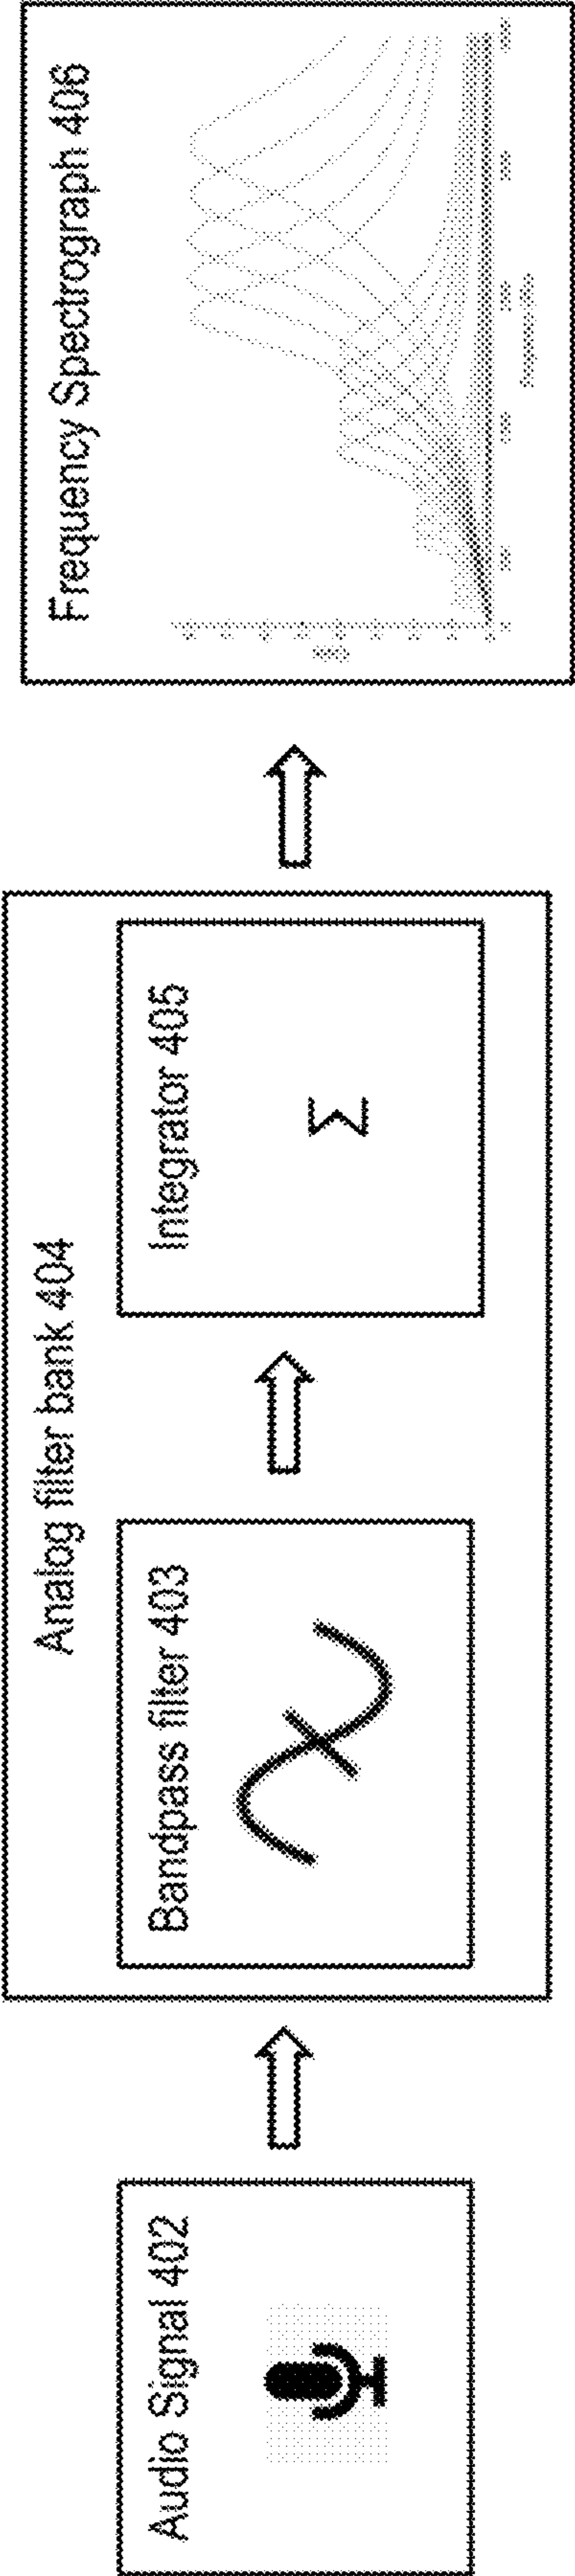 Audio Signal 402
Analog filter bank 404
Bandpass filter 403
Integrator 405
Σ
Frequency Spectrograph 406